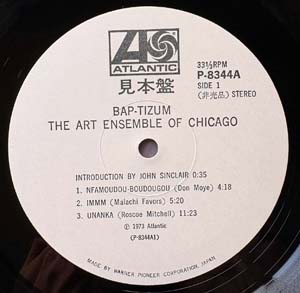 ATLANTIC
見本盤
33⅓RPM
P-8344A
SIDE 1
(非売品) STEREO
BAP-TIZUM
THE ART ENSEMBLE OF CHICAGO
INTRODUCTION BY JOHN SINCLAIR 0:35
1. NFAMOUDOU-BOUDOUGOU (Don Moye) 4:18
2. IMMM (Malachi Favors) 5:20
3. UNANKA (Roscoe Mitchell) 11:23
℗ 1973 Atlantic
(P-8344A1)
MADE BY WARNER PIONEER CORPORATION, JAPAN